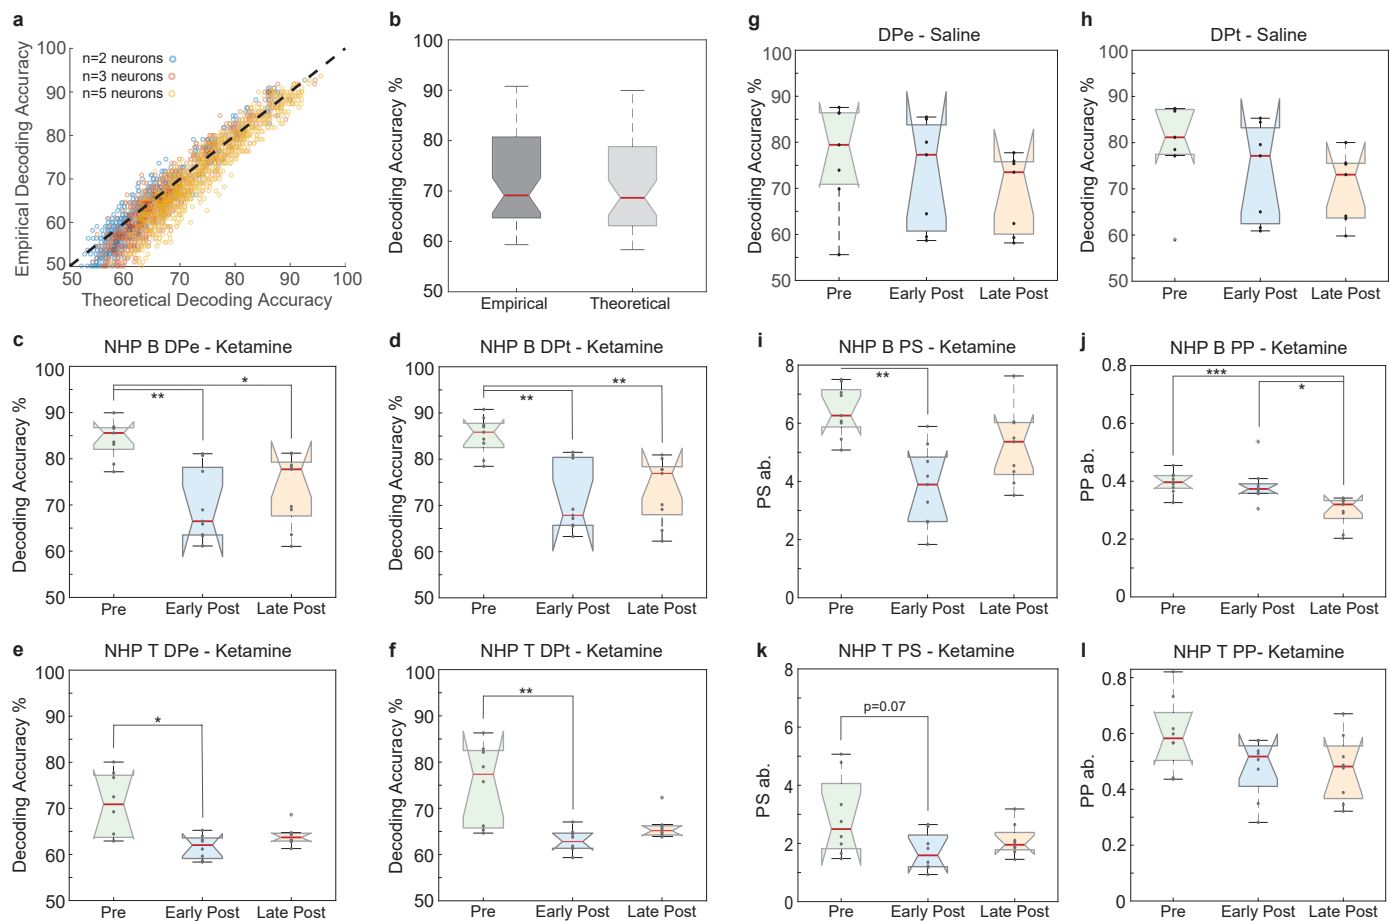 a
Empirical Decoding Accuracy
100
90
80
70
60
50
n=2 neurons
n=3 neurons
n=5 neurons
50 60 70 80 90 100
Theoretical Decoding Accuracy
b
Decoding Accuracy %
100
90
80
70
60
50
Empirical Theoretical
g
DPe - Saline
Decoding Accuracy %
100
90
80
70
60
50
Pre Early Post Late Post
h
DPt - Saline
Decoding Accuracy %
100
90
80
70
60
50
Pre Early Post Late Post
c
NHP B DPe - Ketamine
Decoding Accuracy %
100
90
80
70
60
50
*
**
Pre Early Post Late Post
d
NHP B DPt - Ketamine
Decoding Accuracy %
100
90
80
70
60
50
**
**
Pre Early Post Late Post
i
NHP B PS - Ketamine
PS ab.
8
6
4
2
0
**
Pre Early Post Late Post
j
NHP B PP - Ketamine
PP ab.
0.8
0.6
0.4
0.2
0
***
*
Pre Early Post Late Post
e
NHP T DPe - Ketamine
Decoding Accuracy %
100
90
80
70
60
50
*
Pre Early Post Late Post
f
NHP T DPt - Ketamine
Decoding Accuracy %
100
90
80
70
60
50
**
Pre Early Post Late Post
k
NHP T PS - Ketamine
PS ab.
8
6
4
2
0
p=0.07
Pre Early Post Late Post
l
NHP T PP- Ketamine
PP ab.
0.8
0.6
0.4
0.2
0
Pre Early Post Late Post